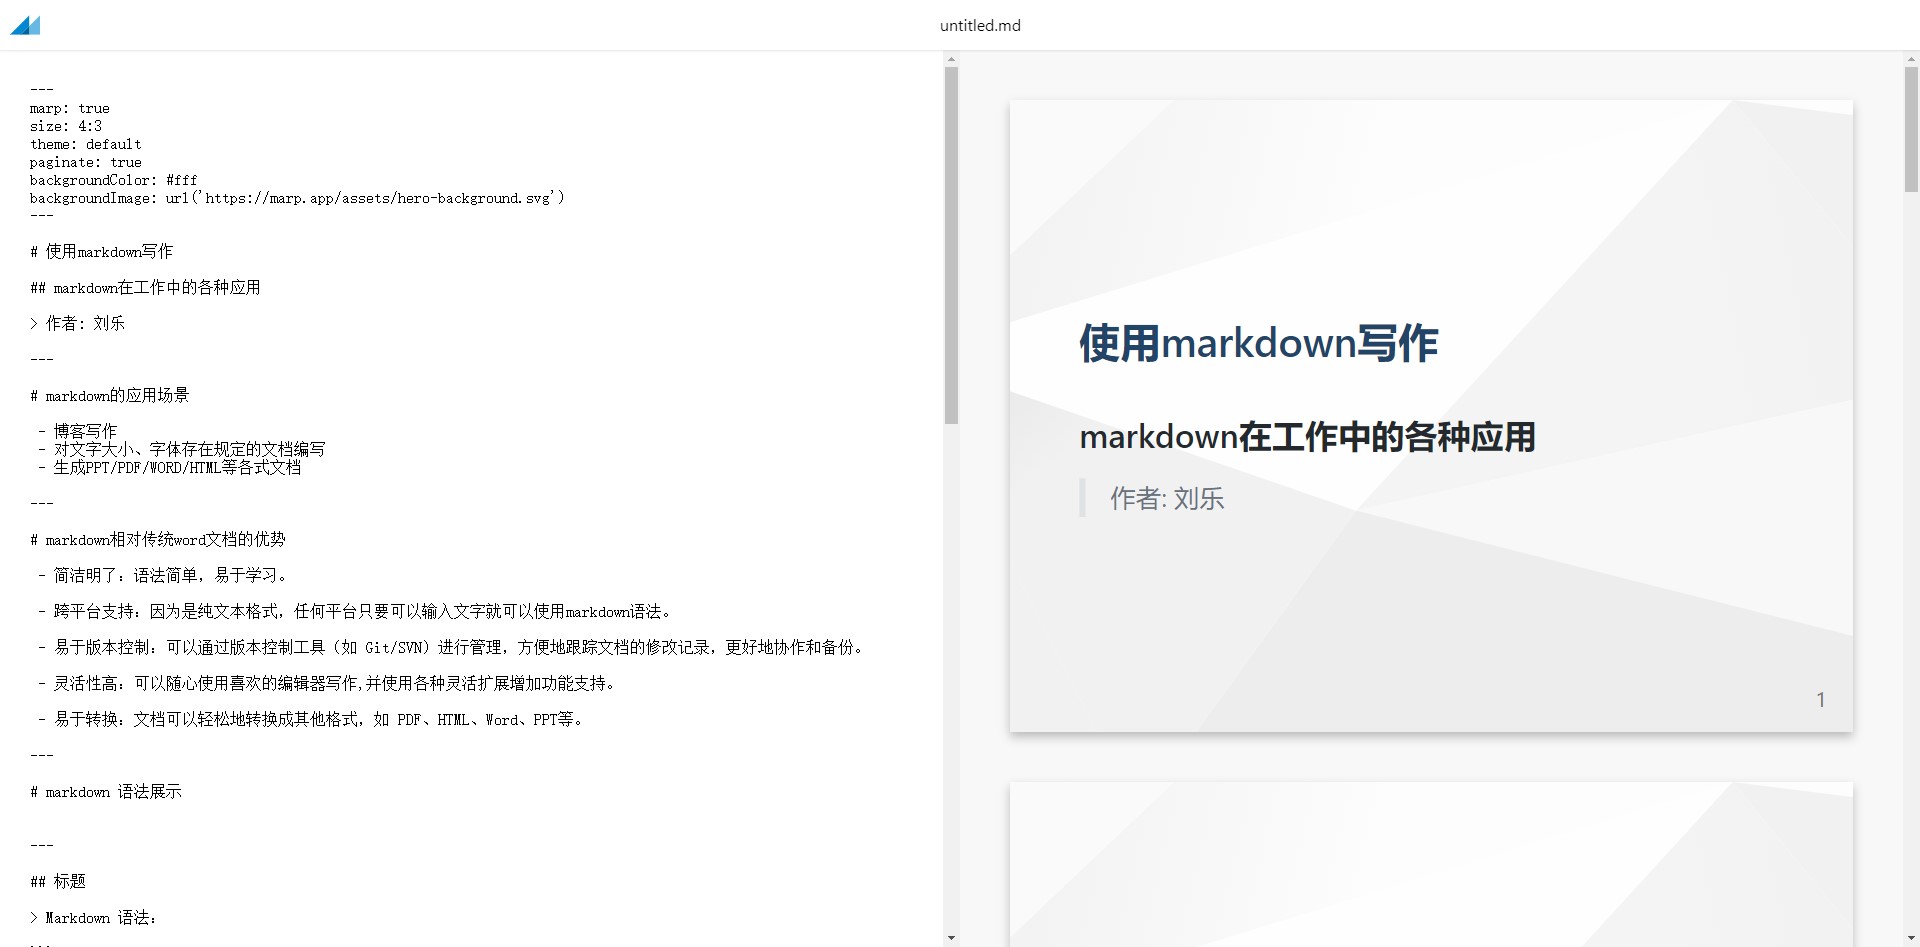 untitled.md
---
marp: true
size: 4:3
theme: default
paginate: true
backgroundColor: #fff
backgroundImage: url('https://marp.app/assets/hero-background.svg')
---
# 使用markdown写作
## markdown在工作中的各种应用
> 作者: 刘乐
---
# markdown的应用场景
- 博客写作
- 对文字大小、字体存在规定的文档编写
- 生成PPT/PDF/WORD/HTML等各式文档
---
# markdown相对传统word文档的优势
- 简洁明了：语法简单，易于学习。
- 跨平台支持：因为是纯文本格式，任何平台只要可以输入文字就可以使用markdown语法。
- 易于版本控制：可以通过版本控制工具（如 Git/SVN）进行管理，方便地跟踪文档的修改记录，更好地协作和备份。
- 灵活性高：可以随心使用喜欢的编辑器写作,并使用各种灵活扩展增加功能支持。
- 易于转换：文档可以轻松地转换成其他格式，如 PDF、HTML、Word、PPT等。
---
# markdown 语法展示
---
## 标题
> Markdown 语法：
使用markdown写作
markdown在工作中的各种应用
作者: 刘乐
1